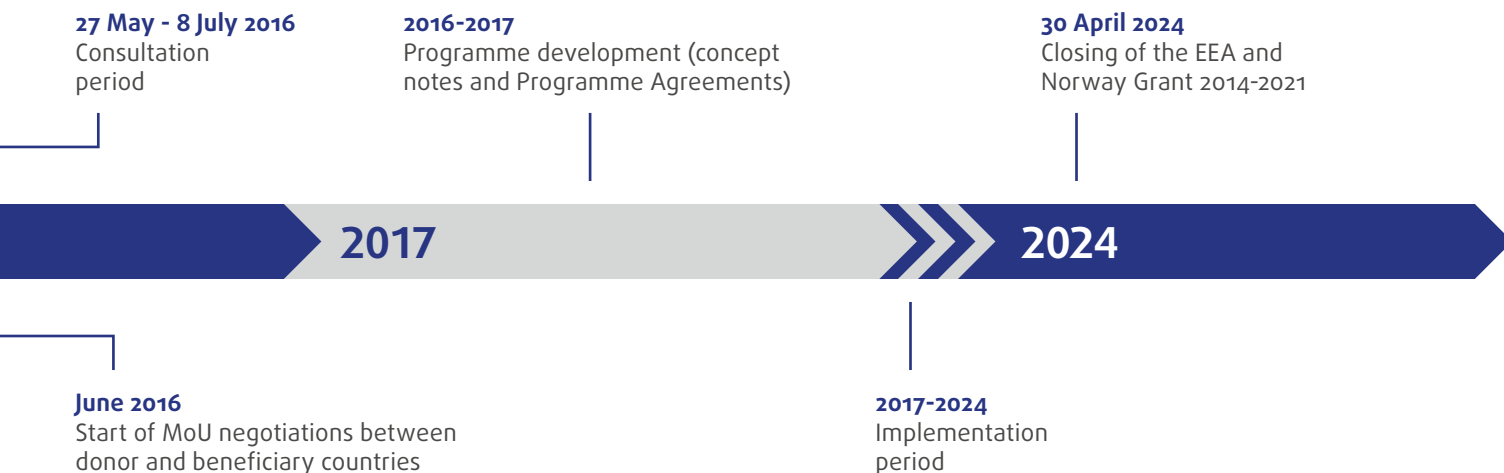 27 May - 8 July 2016
Consultation
period
2016-2017
Programme development (concept
notes and Programme Agreements)
30 April 2024
Closing of the EEA and
Norway Grant 2014-2021
2017
2024
June 2016
Start of MoU negotiations between
donor and beneficiary countries
2017-2024
Implementation
period